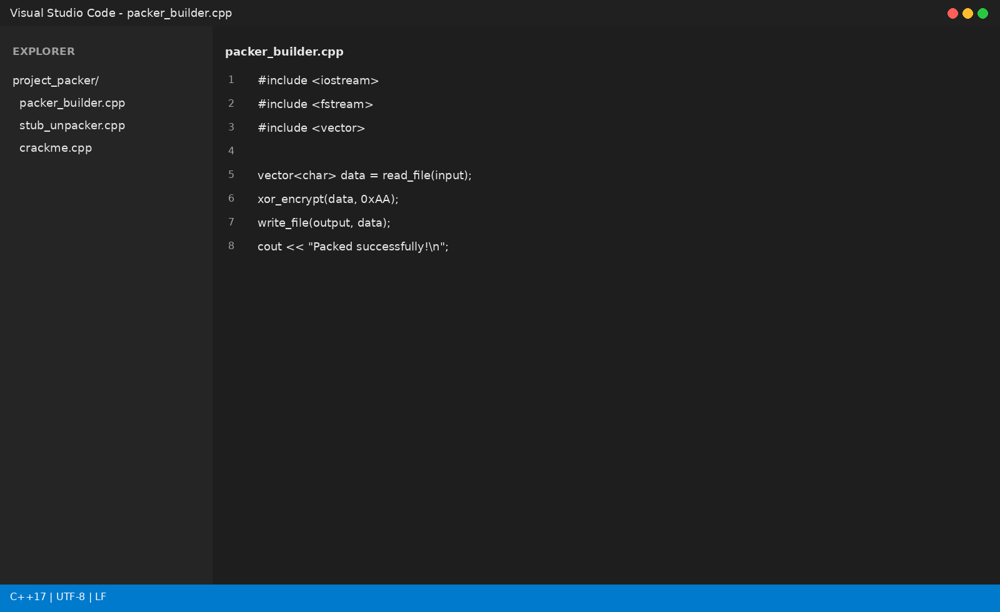 Visual Studio Code - packer_builder.cpp
EXPLORER
project_packer/
packer_builder.cpp
stub_unpacker.cpp
crackme.cpp
packer_builder.cpp
1 #include <iostream>
2 #include <fstream>
3 #include <vector>
4
5 vector<char> data = read_file(input);
6 xor_encrypt(data, 0xAA);
7 write_file(output, data);
8 cout << "Packed successfully!\n";
C++17 | UTF-8 | LF